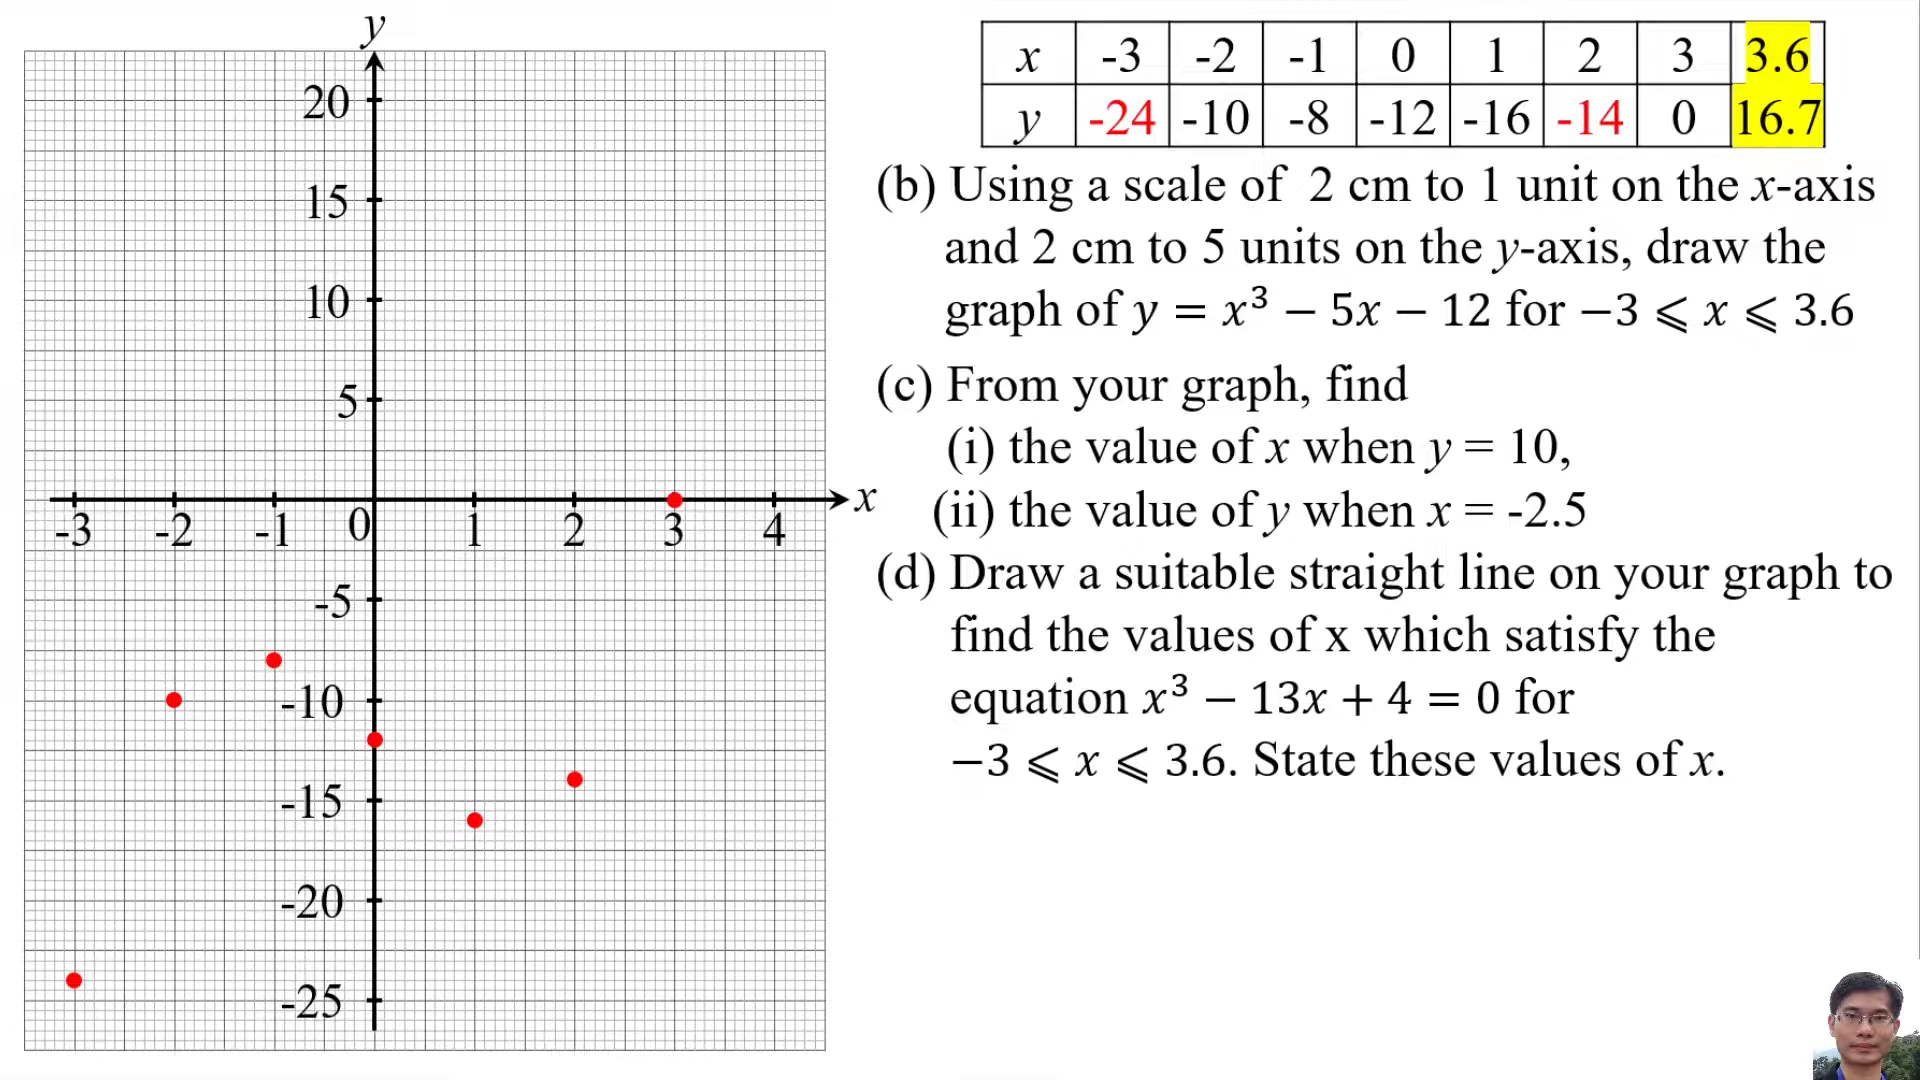 y
20
15
10
5
-3 -2 -1 0 1 2 3 4 x
-5
-10
-15
-20
-25
x -3 -2 -1 0 1 2 3 3.6
y -24 -10 -8 -12 -16 -14 0 16.7
(b) Using a scale of 2 cm to 1 unit on the x-axis
and 2 cm to 5 units on the y-axis, draw the
graph of y = x³ − 5x − 12 for −3 ⩽ x ⩽ 3.6
(c) From your graph, find
(i) the value of x when y = 10,
(ii) the value of y when x = -2.5
(d) Draw a suitable straight line on your graph to
find the values of x which satisfy the
equation x³ − 13x + 4 = 0 for
−3 ⩽ x ⩽ 3.6. State these values of x.